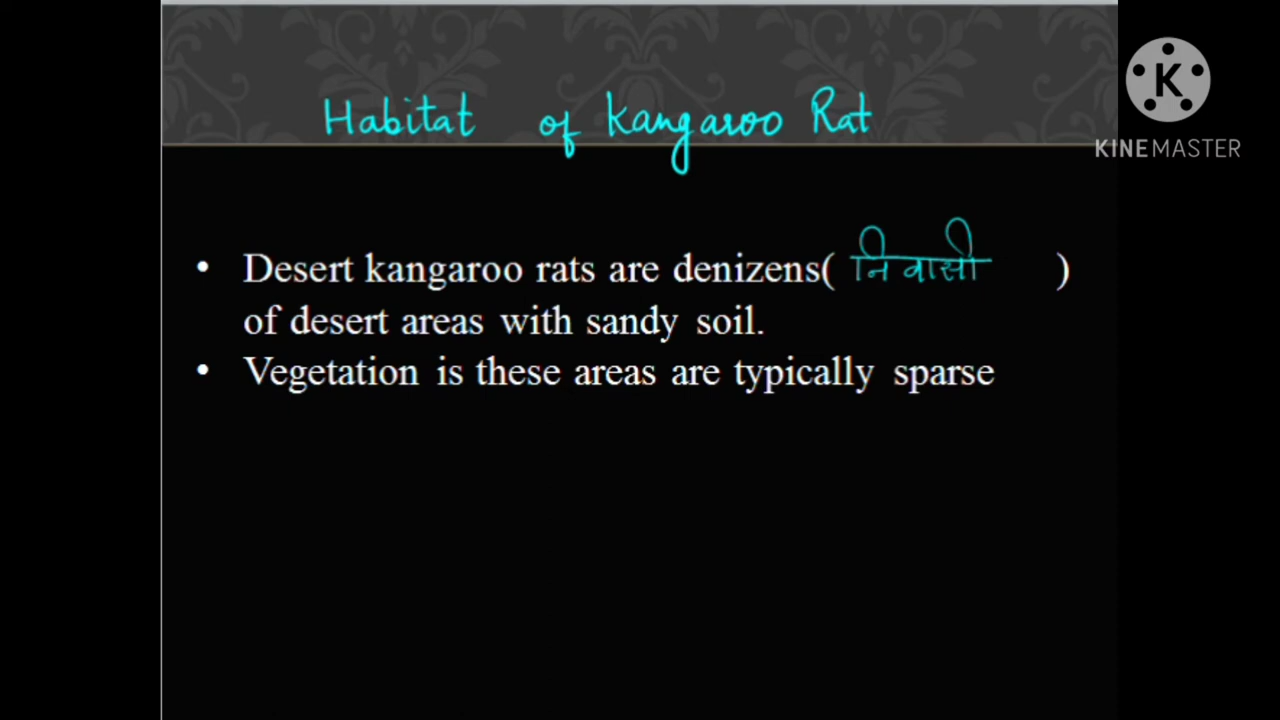 Habitat of Kangaroo Rat
K
KINEMASTER
• Desert kangaroo rats are denizens( निवासी )
of desert areas with sandy soil.
• Vegetation is these areas are typically sparse